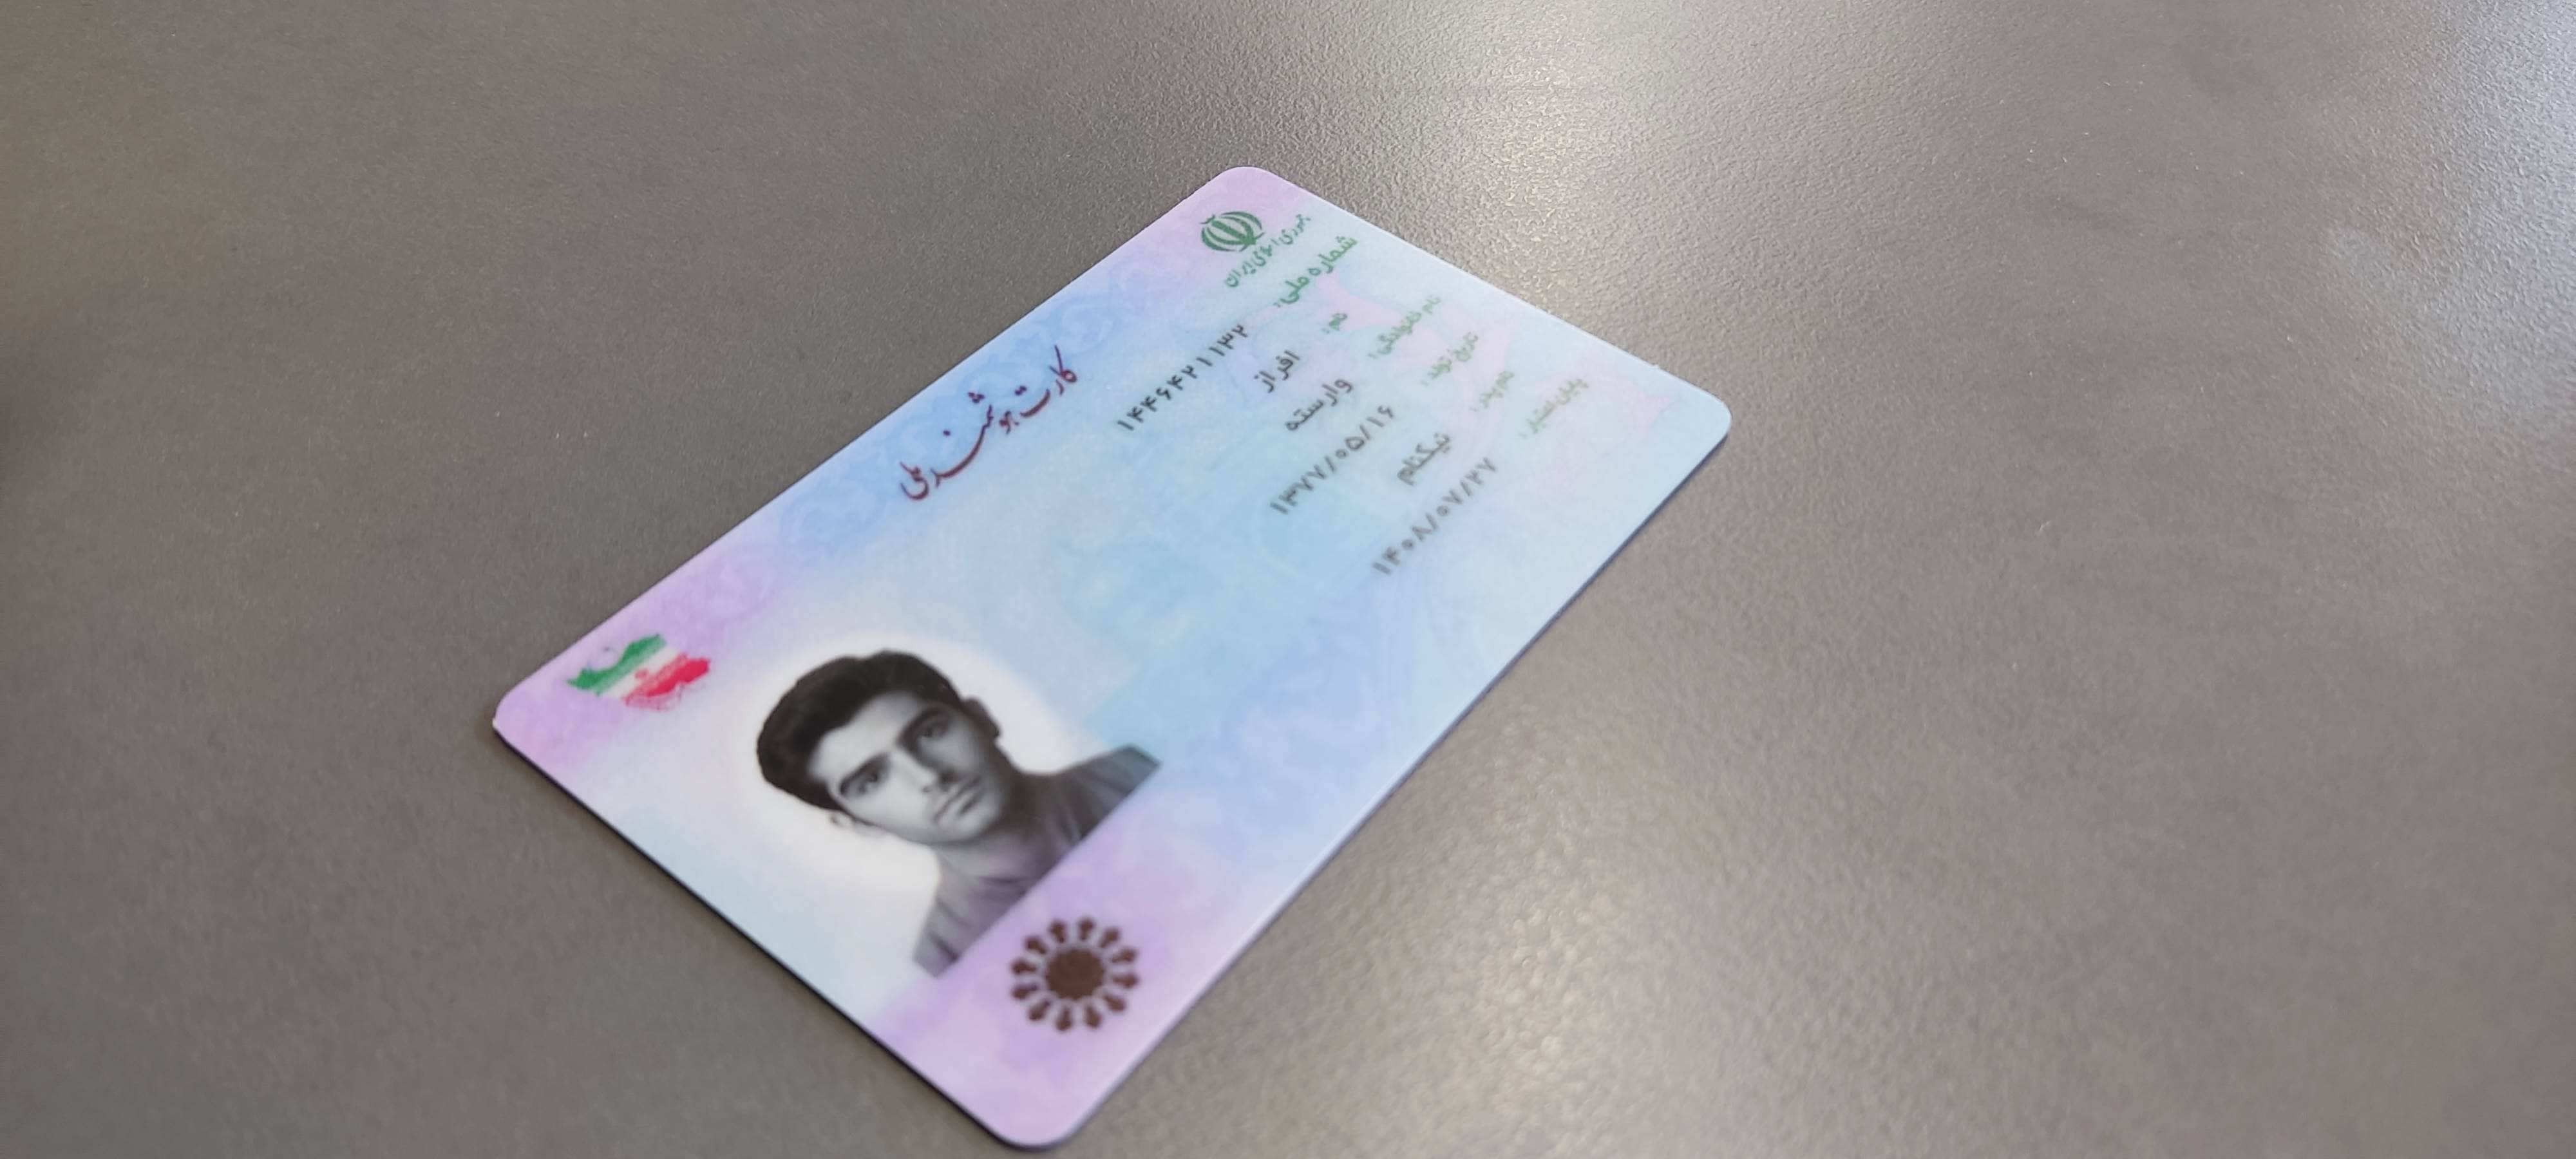 جمهوری اسلامی ایران
کارت هوشمند ملی
شماره ملی: ۱۴۴۶۴۲۱۱۳۲
نام: افراز
نام خانوادگی: وارسته
تاریخ تولد: ۱۳۷۷/۰۵/۱۶
نام پدر: نیکنام
پایان اعتبار: ۱۴۰۸/۰۷/۲۷